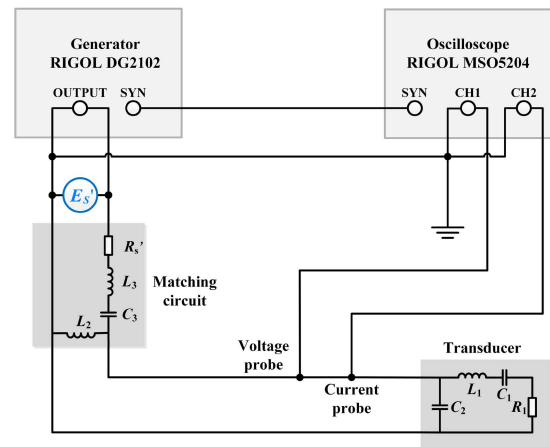 Generator
RIGOL DG2102
OUTPUT SYN
Oscilloscope
RIGOL MSO5204
SYN CH1 CH2
E_S'
R_s'
L_3
C_3
L_2
Matching
circuit
Voltage
probe
Current
probe
Transducer
L_1
C_1
R_1
C_2